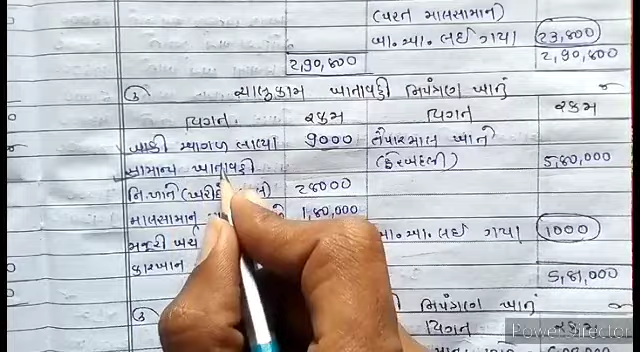 (પરત માલસામાન)
બા. આ. લઈ ગયા 23,800
2,90,800 2,90,800
ચાલુકામ ખાતાવહી નિયંત્રણ ખાતું
વિગત. રકમ વિગત રકમ
બાકી આગળ લાવ્યા 9000 તૈયારમાલ ખાતે
સામાન્ય ખાતાવહી (ફેરબદલી) 5,80,000
નિ.ખાતે 28000
માલસામાન 1,80,000
મજૂરી ખર્ચ બા. આ. લઈ ગયા 1000
કારખાન 5,81,000
નિયંત્રણ ખાતું
વિગત રકમ
PowerDirector